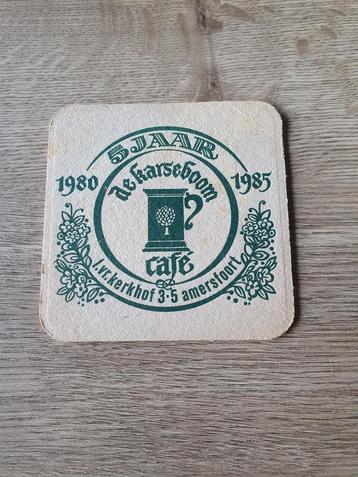 5 JAAR
1980 1985
de karseboom
café
l.vr.kerkhof 3-5 amersfoort